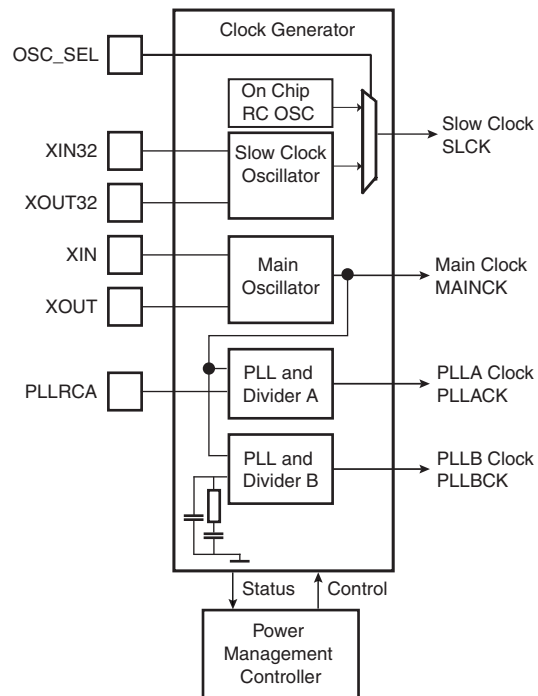 Clock Generator
OSC_SEL
On Chip
RC OSC
Slow Clock
SLCK
XIN32
Slow Clock
Oscillator
XOUT32
XIN
Main
Oscillator
Main Clock
MAINCK
XOUT
PLLRCA
PLL and
Divider A
PLLA Clock
PLLACK
PLL and
Divider B
PLLB Clock
PLLBCK
Status
Control
Power
Management
Controller